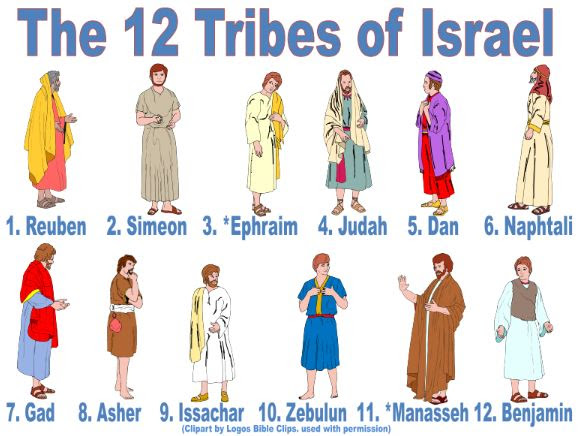 The 12 Tribes of Israel
1. Reuben 2. Simeon 3. *Ephraim 4. Judah 5. Dan 6. Naphtali
7. Gad 8. Asher 9. Issachar 10. Zebulun 11. *Manasseh 12. Benjamin
(Clipart by Logos Bible Clips. used with permission)